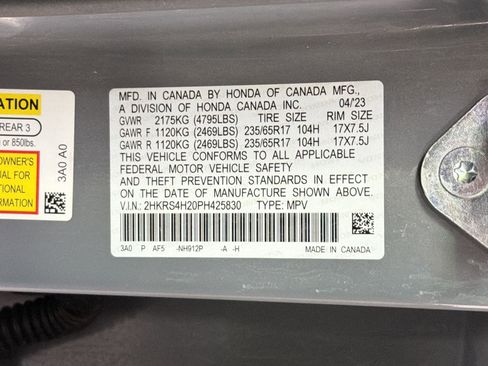 ATION
REAR 3
or 850lbs.)
OWNER'S
NUAL FOR
ITIONAL
RMATION
3A0 A0
MFD. IN CANADA BY HONDA OF CANADA MFG.,
A DIVISION OF HONDA CANADA INC. 04/23
GVWR 2175KG (4795LBS) TIRE SIZE RIM SIZE
GAWR F 1120KG (2469LBS) 235/65R17 104H 17X7.5J
GAWR R 1120KG (2469LBS) 235/65R17 104H 17X7.5J
THIS VEHICLE CONFORMS TO ALL APPLICABLE
FEDERAL MOTOR VEHICLE SAFETY
AND THEFT PREVENTION STANDARDS IN EFFECT
ON THE DATE OF MANUFACTURE SHOWN ABOVE.
V.I.N.: 2HKRS4H20PH425830 TYPE: MPV
3A0 P AF5 -NH912P -A -H MADE IN CANADA